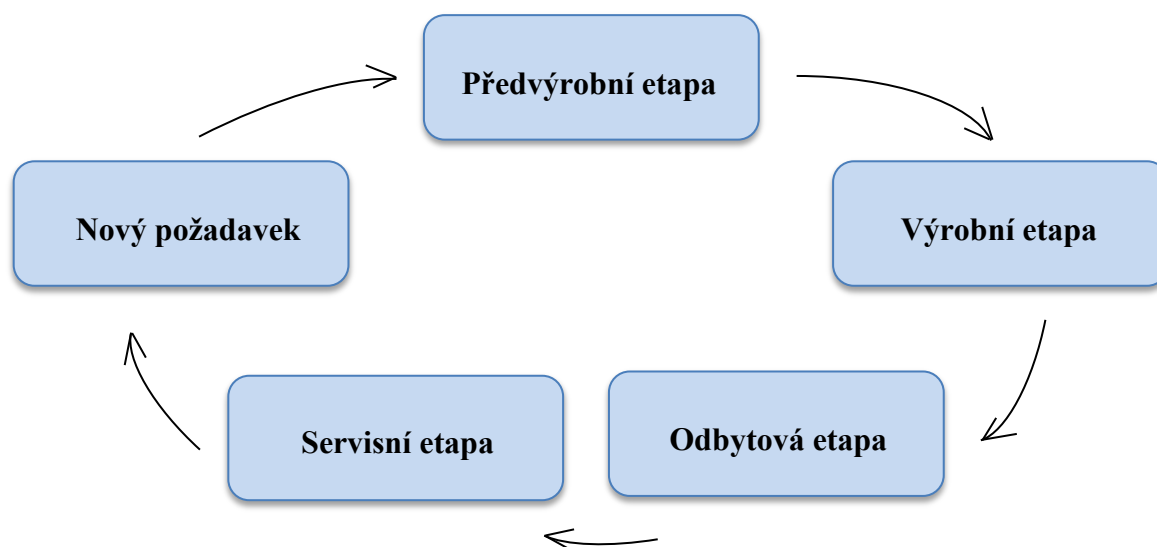 Předvýrobní etapa
Nový požadavek
Výrobní etapa
Servisní etapa
Odbytová etapa